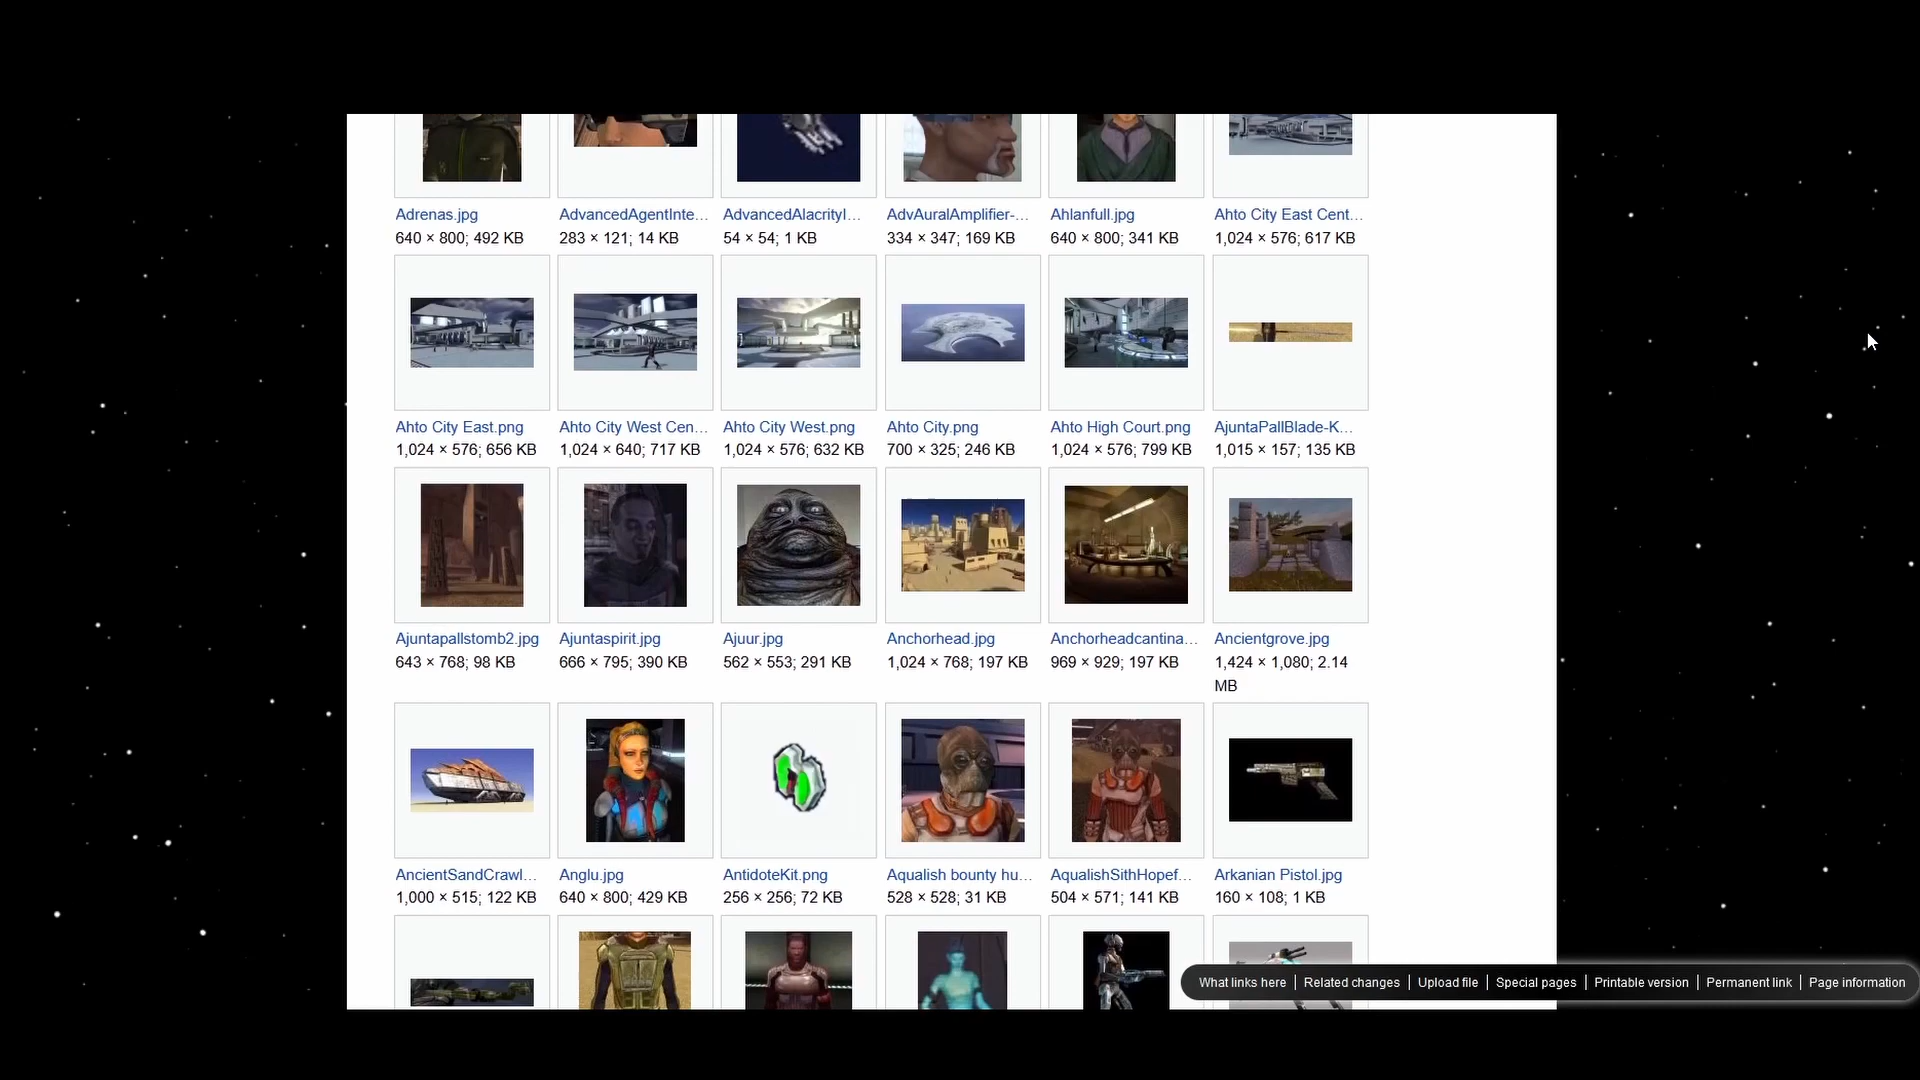 Adrenas.jpg
640 × 800; 492 KB
AdvancedAgentInte...
283 × 121; 14 KB
AdvancedAlacrityI...
54 × 54; 1 KB
AdvAuralAmplifier-...
334 × 347; 169 KB
Ahlanfull.jpg
640 × 800; 341 KB
Ahto City East Cent...
1,024 × 576; 617 KB
Ahto City East.png
1,024 × 576; 656 KB
Ahto City West Cen...
1,024 × 640; 717 KB
Ahto City West.png
1,024 × 576; 632 KB
Ahto City.png
700 × 325; 246 KB
Ahto High Court.png
1,024 × 576; 799 KB
AjuntaPallBlade-K...
1,015 × 157; 135 KB
Ajuntapallstomb2.jpg
643 × 768; 98 KB
Ajuntaspirit.jpg
666 × 795; 390 KB
Ajuur.jpg
562 × 553; 291 KB
Anchorhead.jpg
1,024 × 768; 197 KB
Anchorheadcantina...
969 × 929; 197 KB
Ancientgrove.jpg
1,424 × 1,080; 2.14
MB
AncientSandCrawl...
1,000 × 515; 122 KB
Anglu.jpg
640 × 800; 429 KB
AntidoteKit.png
256 × 256; 72 KB
Aqualish bounty hu...
528 × 528; 31 KB
AqualishSithHopef...
504 × 571; 141 KB
Arkanian Pistol.jpg
160 × 108; 1 KB
What links here | Related changes | Upload file | Special pages | Printable version | Permanent link | Page information